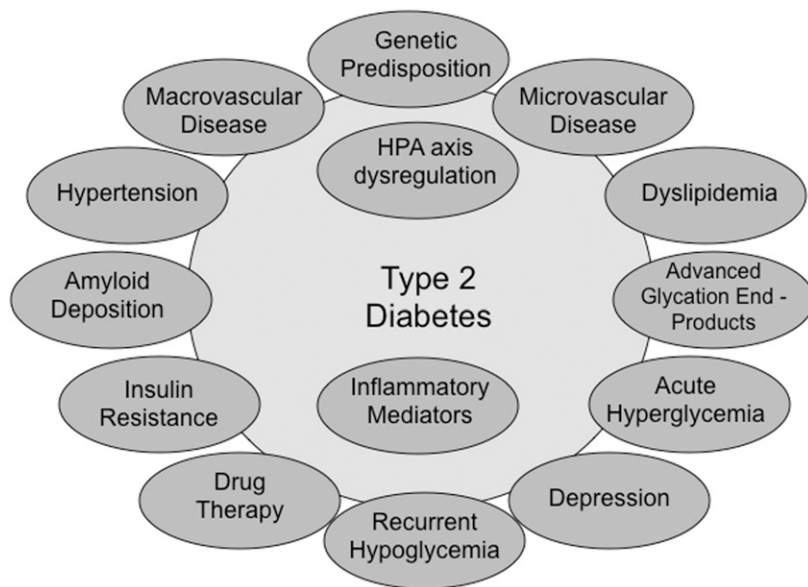 Genetic
Predisposition
Macrovascular
Disease
Microvascular
Disease
HPA axis
dysregulation
Hypertension
Dyslipidemia
Amyloid
Deposition
Type 2
Diabetes
Advanced
Glycation End -
Products
Insulin
Resistance
Inflammatory
Mediators
Acute
Hyperglycemia
Drug
Therapy
Depression
Recurrent
Hypoglycemia